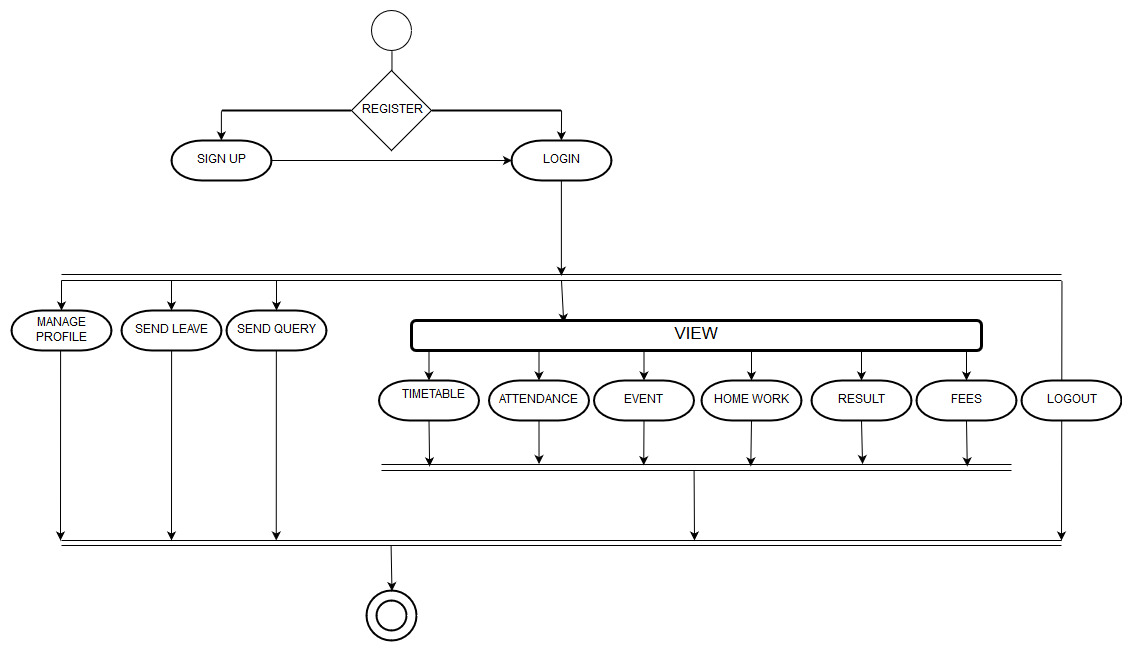 REGISTER
SIGN UP
LOGIN
MANAGE
PROFILE
SEND LEAVE
SEND QUERY
VIEW
TIMETABLE
ATTENDANCE
EVENT
HOME WORK
RESULT
FEES
LOGOUT